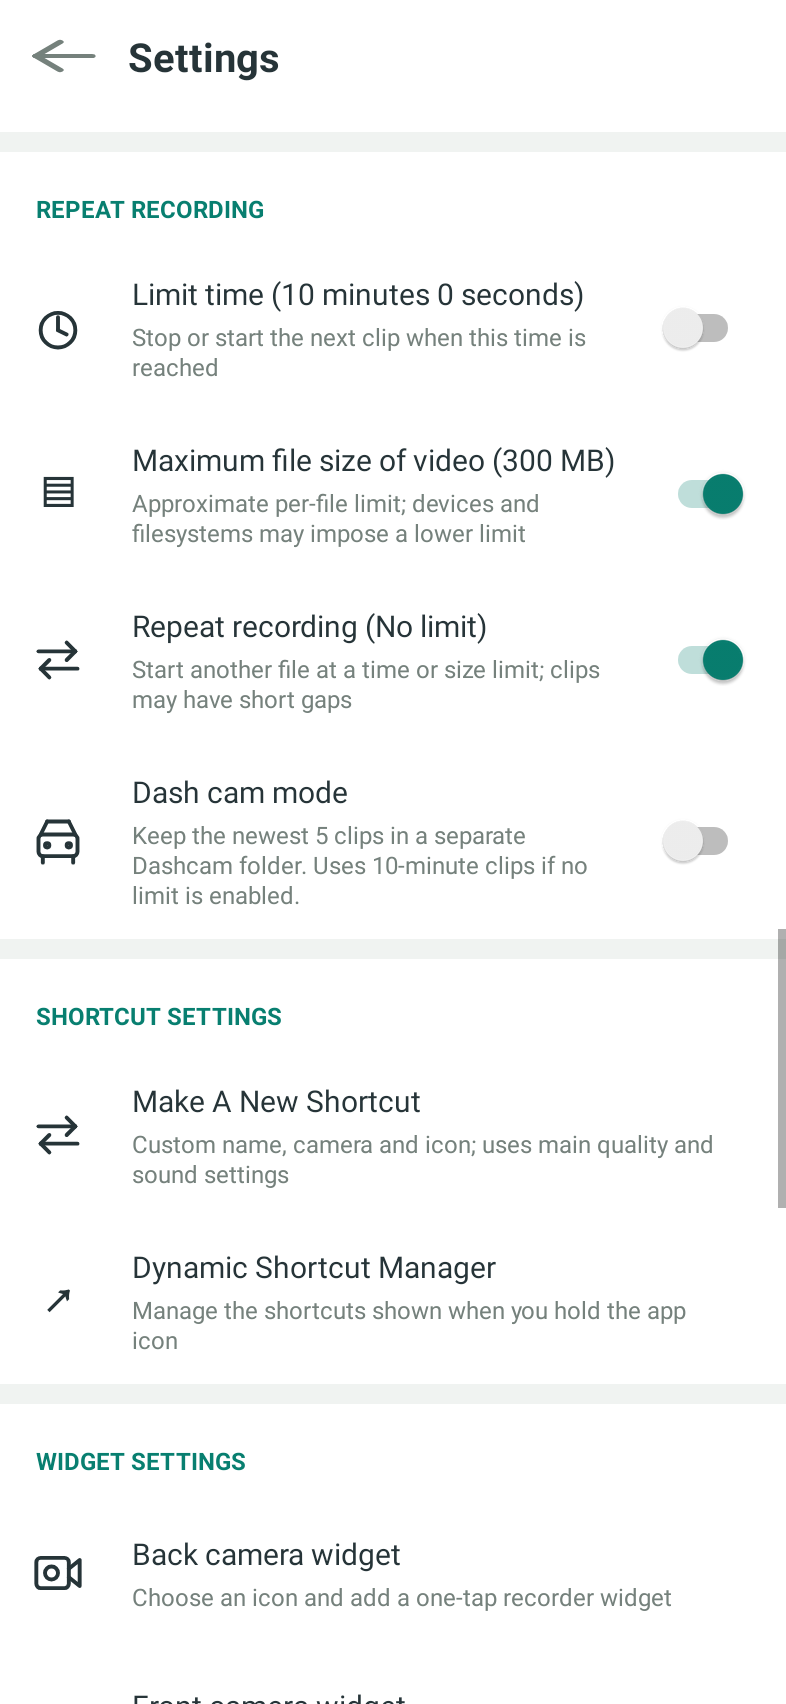 Settings
REPEAT RECORDING
Limit time (10 minutes 0 seconds)
Stop or start the next clip when this time is
reached
Maximum file size of video (300 MB)
Approximate per-file limit; devices and
filesystems may impose a lower limit
Repeat recording (No limit)
Start another file at a time or size limit; clips
may have short gaps
Dash cam mode
Keep the newest 5 clips in a separate
Dashcam folder. Uses 10-minute clips if no
limit is enabled.
SHORTCUT SETTINGS
Make A New Shortcut
Custom name, camera and icon; uses main quality and
sound settings
Dynamic Shortcut Manager
Manage the shortcuts shown when you hold the app
icon
WIDGET SETTINGS
Back camera widget
Choose an icon and add a one-tap recorder widget
Front camera widget